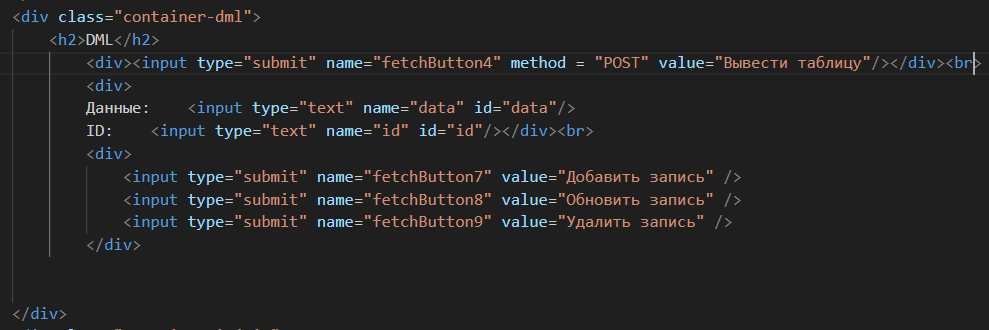 <div class="container-dml">
<h2>DML</h2>
<div><input type="submit" name="fetchButton4" method = "POST" value="Вывести таблицу"/></div><br>
<div>
Данные:    <input type="text" name="data" id="data"/>
ID:    <input type="text" name="id" id="id"/></div><br>
<div>
<input type="submit" name="fetchButton7" value="Добавить запись" />
<input type="submit" name="fetchButton8" value="Обновить запись" />
<input type="submit" name="fetchButton9" value="Удалить запись" />
</div>
</div>